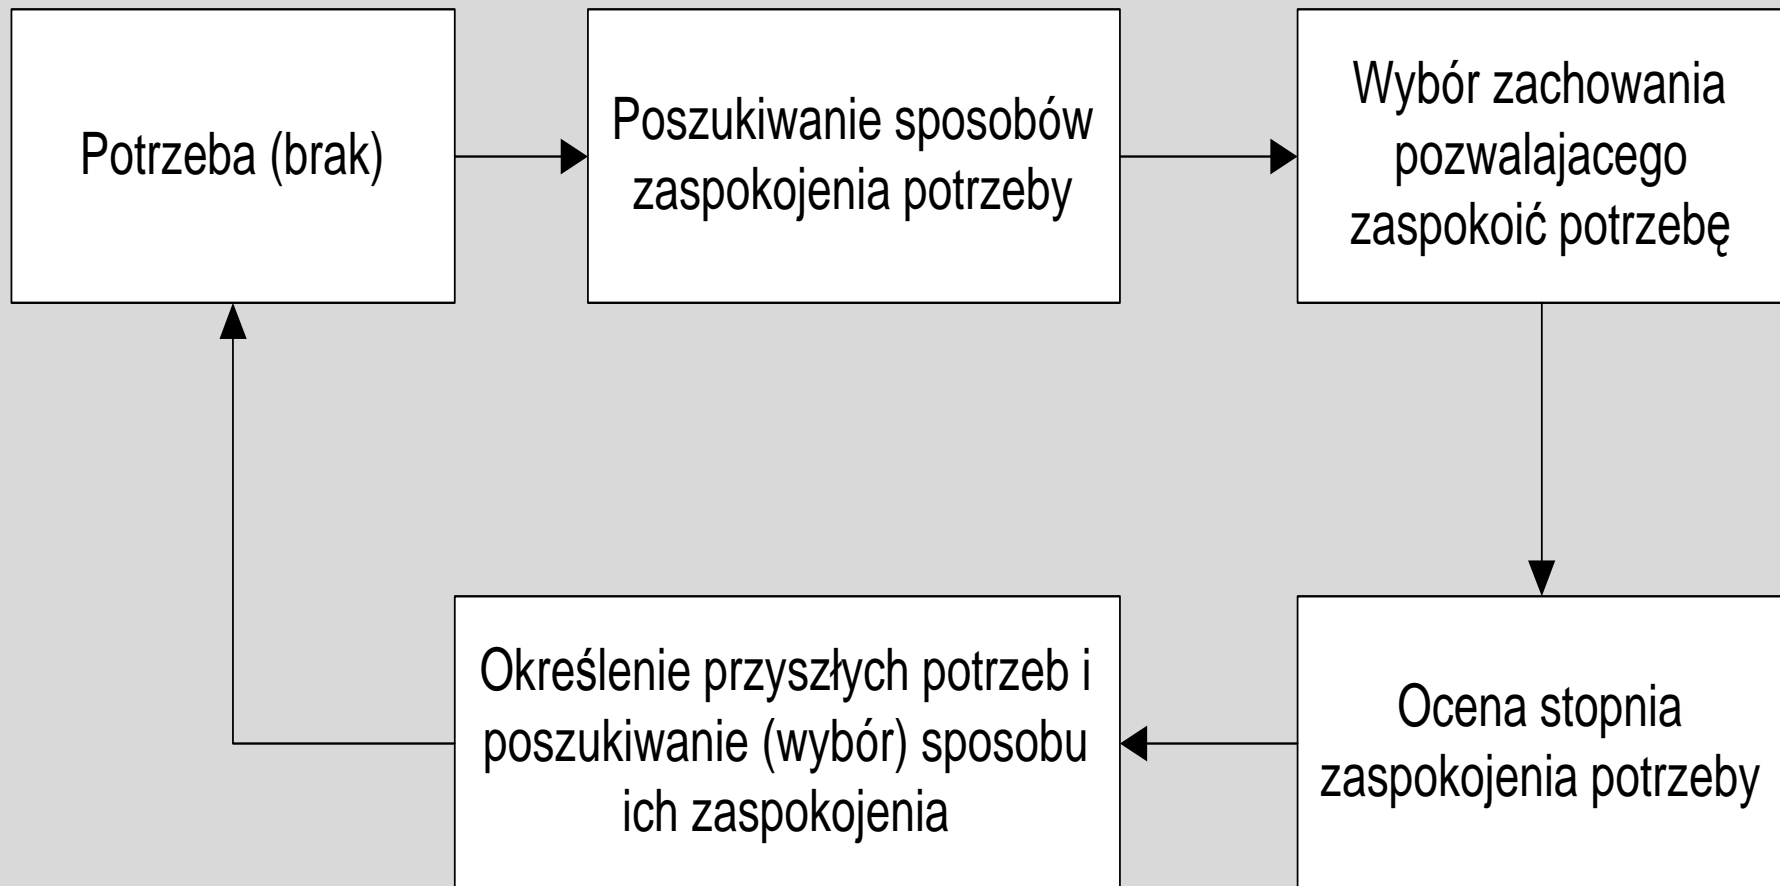 Potrzeba (brak)
Poszukiwanie sposobów
zaspokojenia potrzeby
Wybór zachowania
pozwalajacego
zaspokoić potrzebę
Określenie przyszłych potrzeb i
poszukiwanie (wybór) sposobu
ich zaspokojenia
Ocena stopnia
zaspokojenia potrzeby